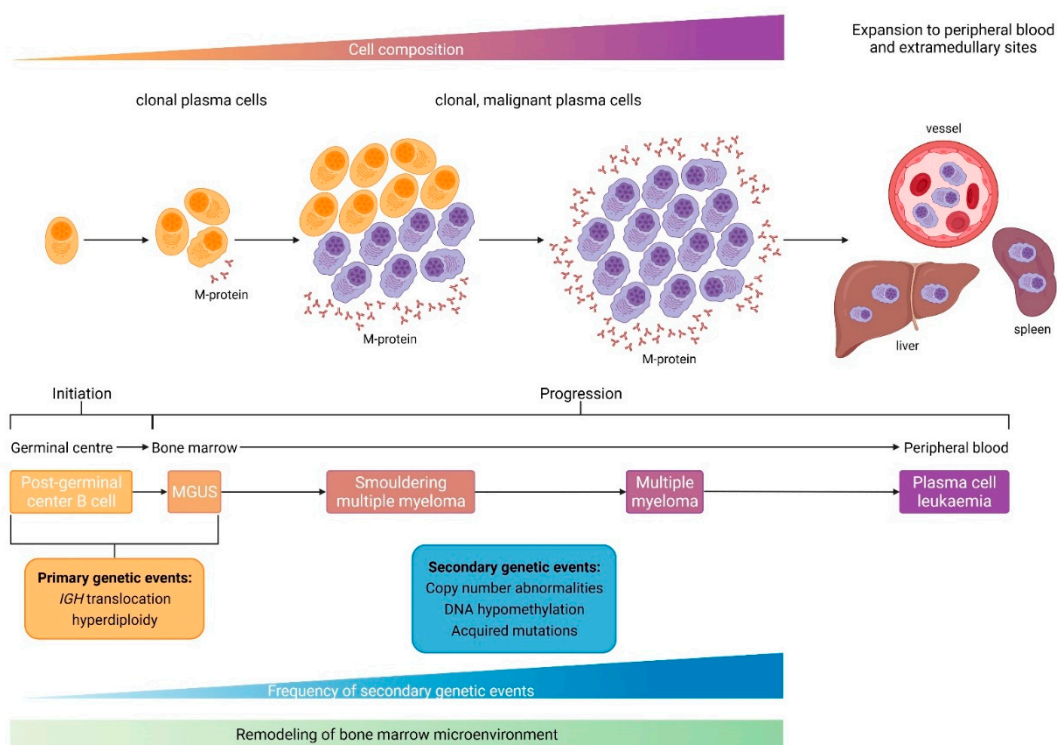 Cell composition
Expansion to peripheral blood
and extramedullary sites
clonal plasma cells
clonal, malignant plasma cells
vessel
M-protein
M-protein
M-protein
liver
spleen
Initiation
Progression
Germinal centre
Bone marrow
Peripheral blood
Post-germinal
center B cell
MGUS
Smouldering
multiple myeloma
Multiple
myeloma
Plasma cell
leukaemia
Primary genetic events:
IGH translocation
hyperdiploidy
Secondary genetic events:
Copy number abnormalities
DNA hypomethylation
Acquired mutations
Frequency of secondary genetic events
Remodeling of bone marrow microenvironment